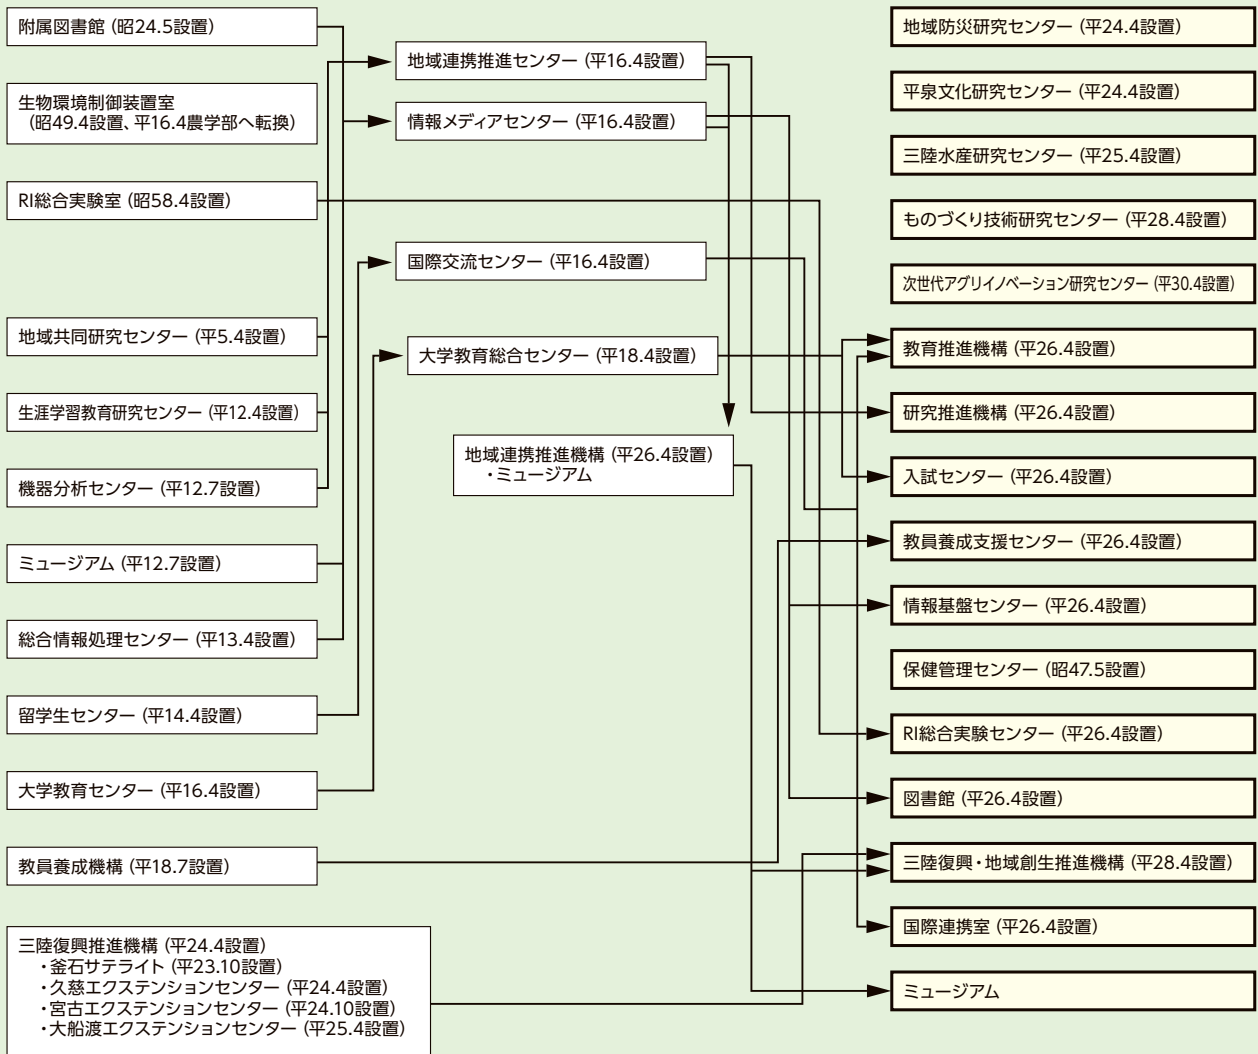 附属図書館 (昭24.5設置)
生物環境制御装置室
(昭49.4設置、平16.4農学部へ転換)
RI総合実験室 (昭58.4設置)
地域共同研究センター (平5.4設置)
生涯学習教育研究センター (平12.4設置)
機器分析センター (平12.7設置)
ミュージアム (平12.7設置)
総合情報処理センター (平13.4設置)
留学生センター (平14.4設置)
大学教育センター (平16.4設置)
教員養成機構 (平18.7設置)
三陸復興推進機構 (平24.4設置)
・釜石サテライト (平23.10設置)
・久慈エクステンションセンター (平24.4設置)
・宮古エクステンションセンター (平24.10設置)
・大船渡エクステンションセンター (平25.4設置)
地域連携推進センター (平16.4設置)
情報メディアセンター (平16.4設置)
国際交流センター (平16.4設置)
大学教育総合センター (平18.4設置)
地域連携推進機構 (平26.4設置)
・ミュージアム
地域防災研究センター (平24.4設置)
平泉文化研究センター (平24.4設置)
三陸水産研究センター (平25.4設置)
ものづくり技術研究センター (平28.4設置)
次世代アグリイノベーション研究センター (平30.4設置)
教育推進機構 (平26.4設置)
研究推進機構 (平26.4設置)
入試センター (平26.4設置)
教員養成支援センター (平26.4設置)
情報基盤センター (平26.4設置)
保健管理センター (昭47.5設置)
RI総合実験センター (平26.4設置)
図書館 (平26.4設置)
三陸復興・地域創生推進機構 (平28.4設置)
国際連携室 (平26.4設置)
ミュージアム